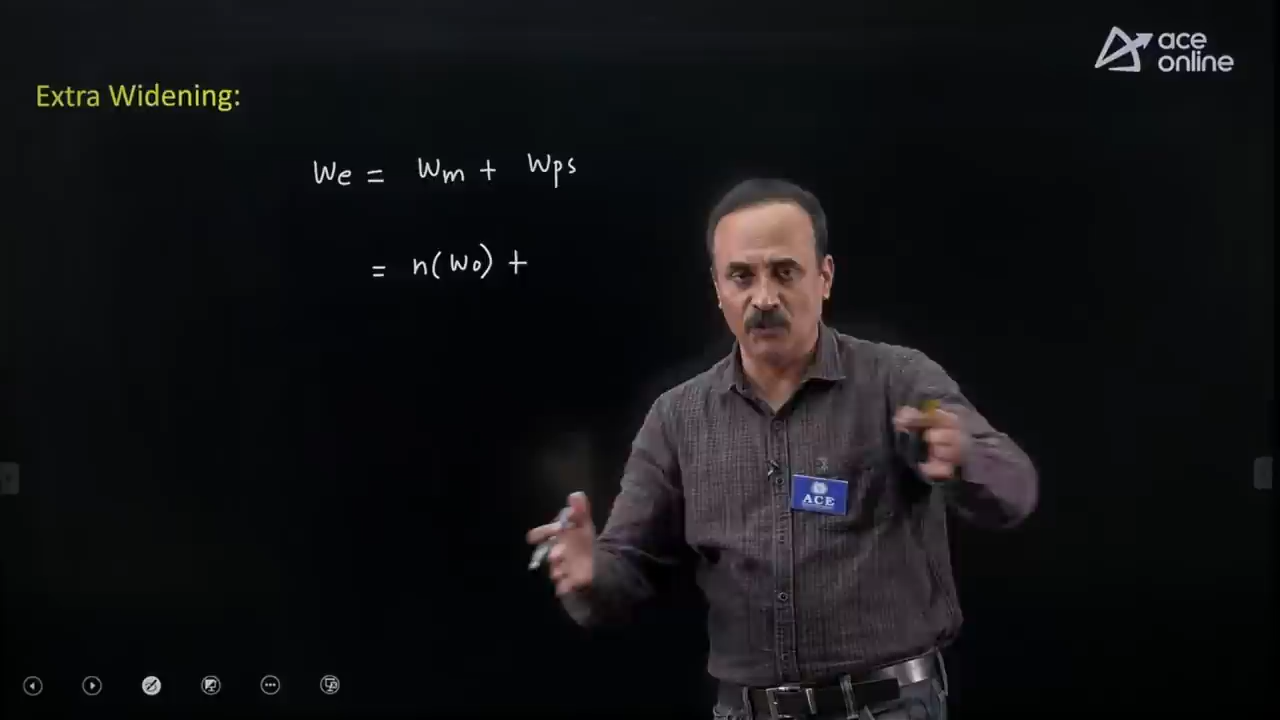 ace
online
Extra Widening:
We = Wm + Wps
= n(Wo) +
ACE